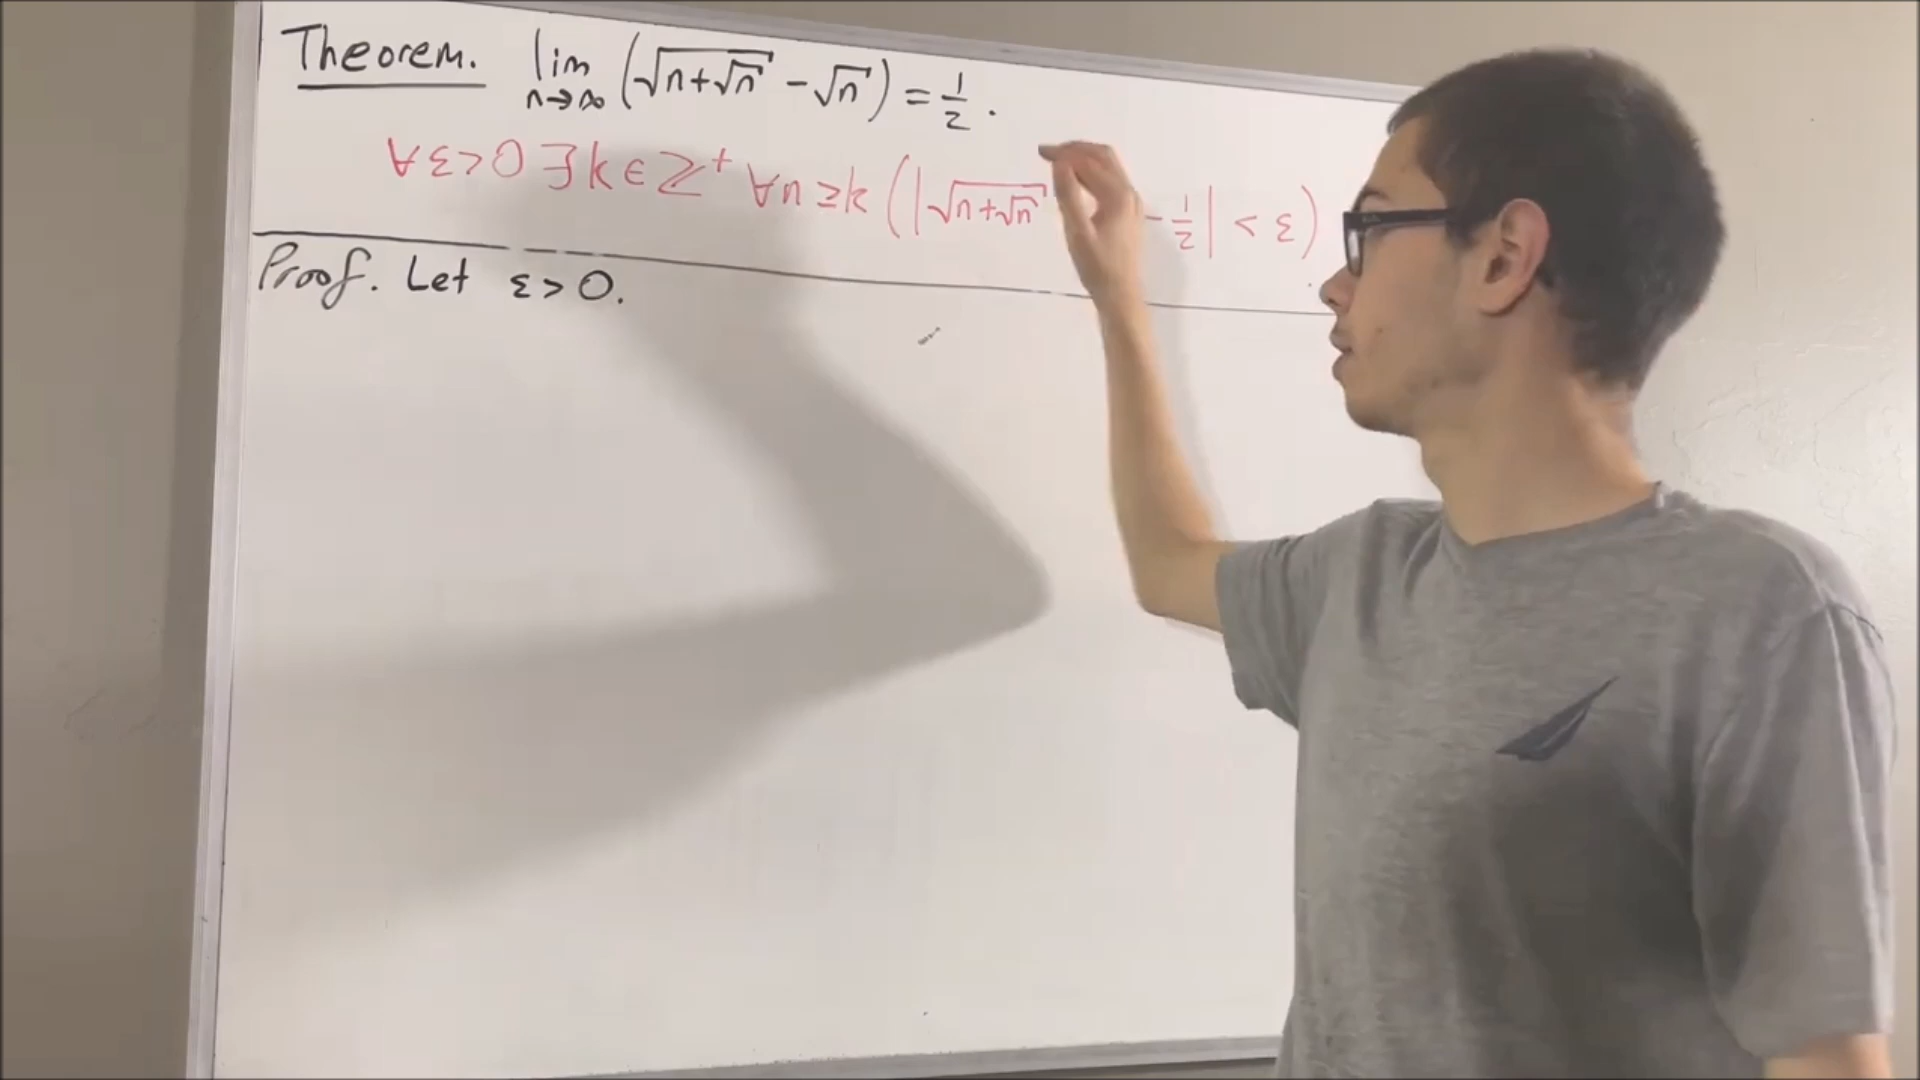 Theorem. lim n→∞ (√(n+√n) - √n) = 1/2.
∀ε>0 ∃k∈ℤ⁺ ∀n≥k (|√(n+√n) - 1/2| < ε)
Proof. Let ε>0.